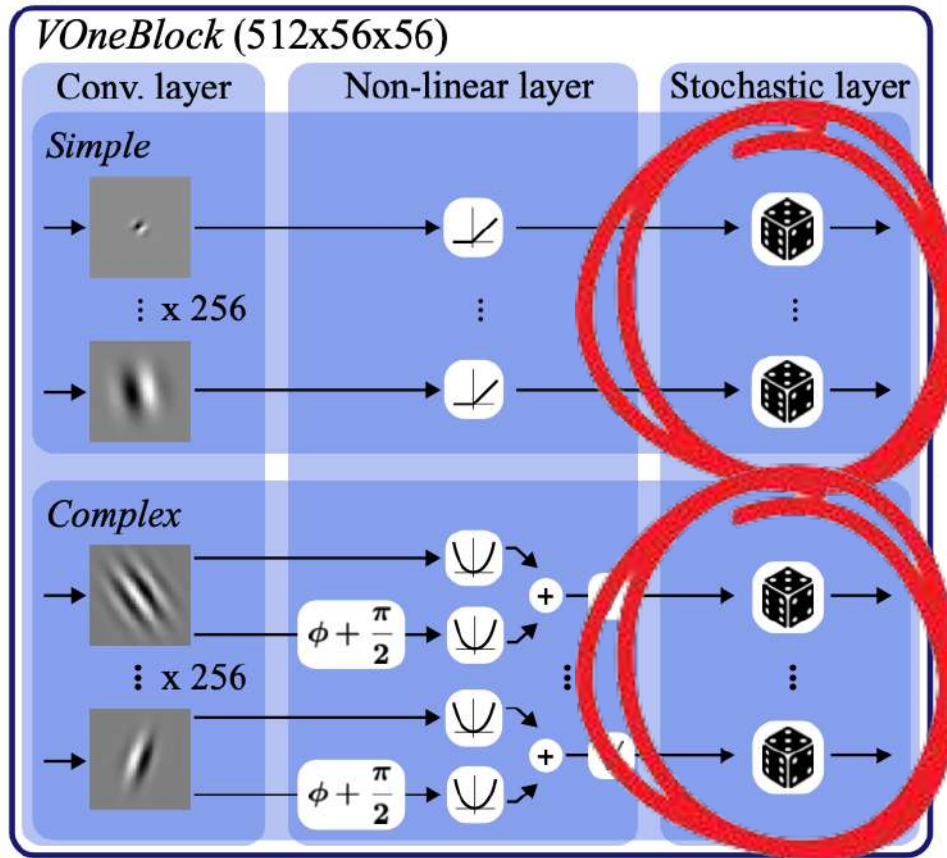 VOneBlock (512x56x56)
Conv. layer
Non-linear layer
Stochastic layer
Simple
⋮ x 256
⋮
⋮
Complex
ϕ + π/2
⋮ x 256
⋮
⋮
ϕ + π/2
+
+